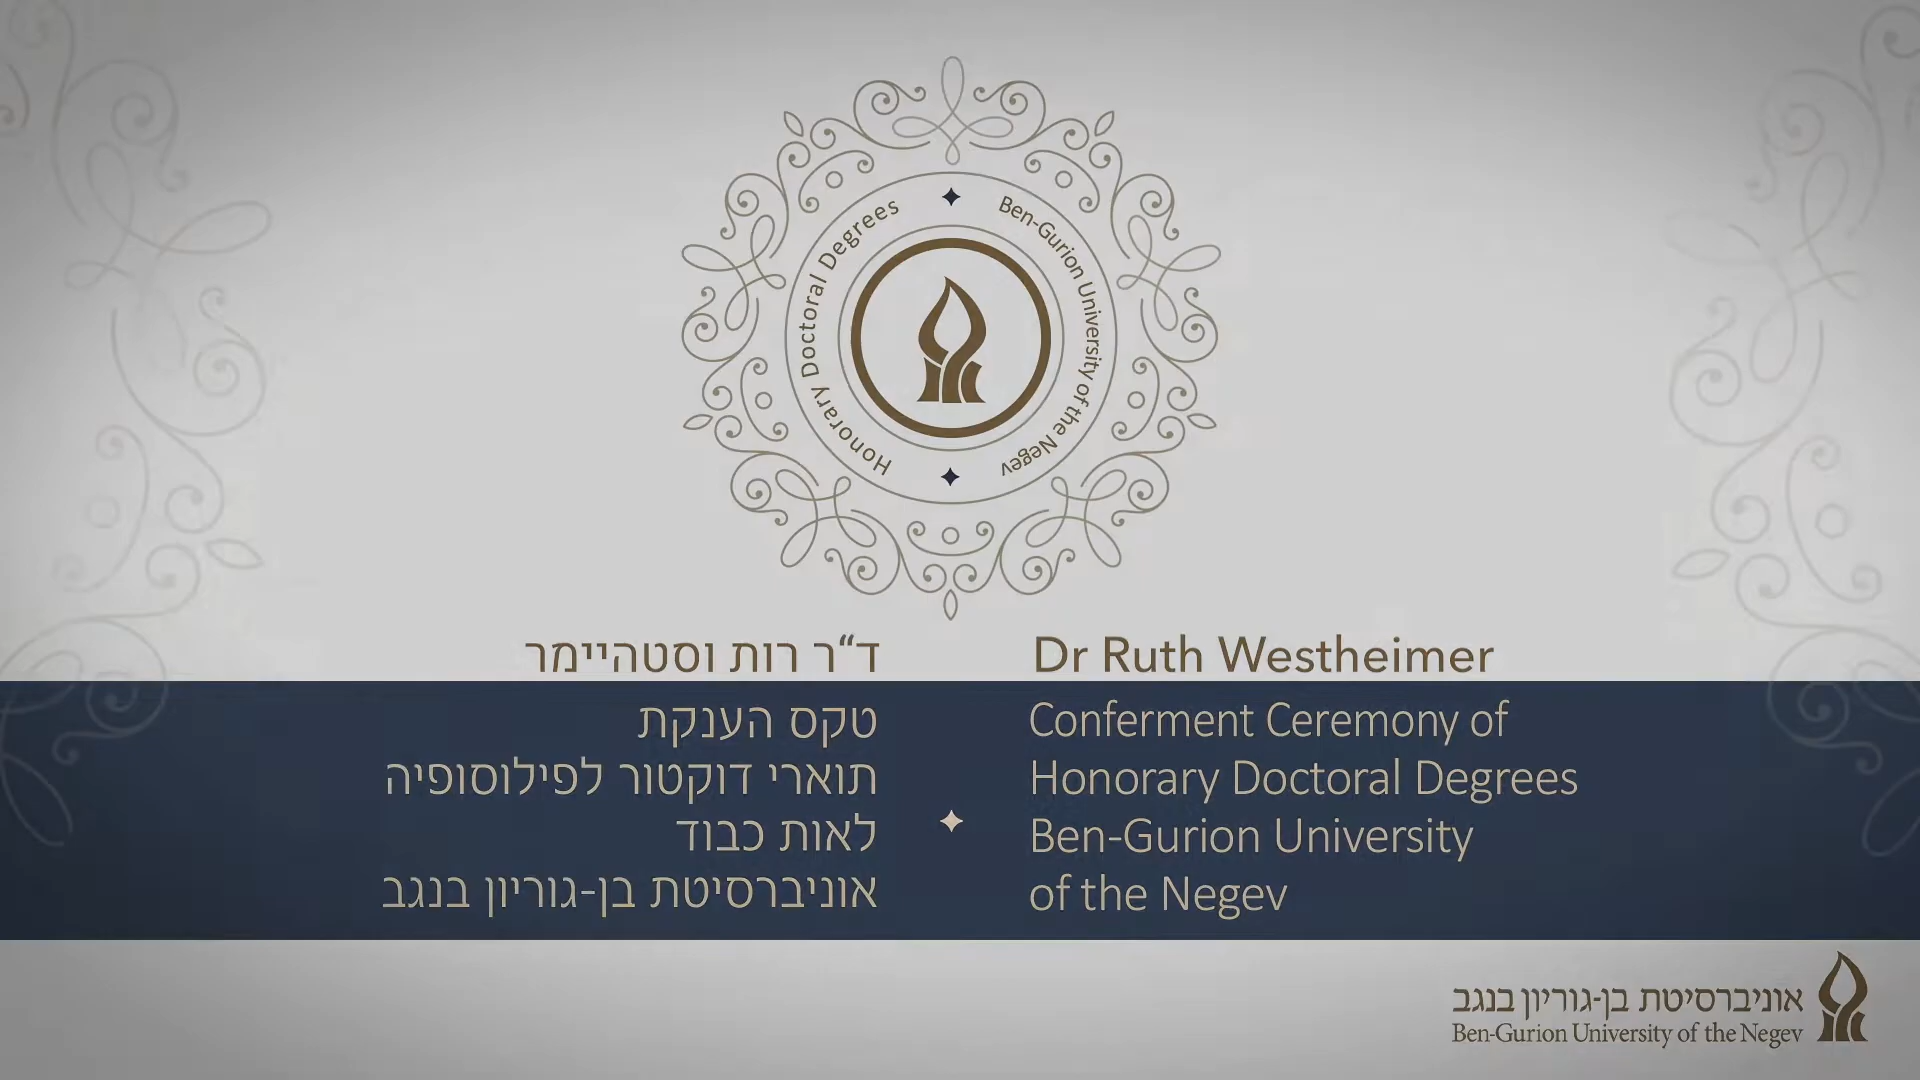 Honorary Doctoral Degrees
Ben-Gurion University of the Negev
ד"ר רות וסטהיימר
Dr Ruth Westheimer
טקס הענקת
תוארי דוקטור לפילוסופיה
לאות כבוד
אוניברסיטת בן-גוריון בנגב
Conferment Ceremony of
Honorary Doctoral Degrees
Ben-Gurion University
of the Negev
אוניברסיטת בן-גוריון בנגב
Ben-Gurion University of the Negev